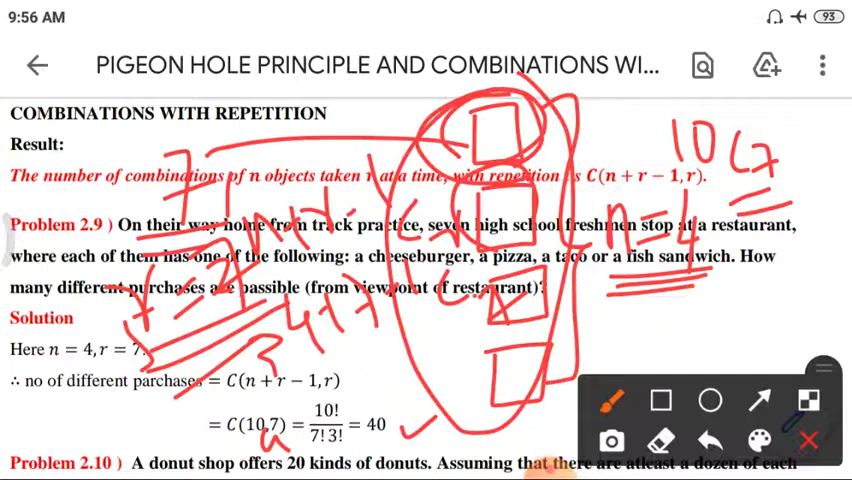 9:56 AM 93
PIGEON HOLE PRINCIPLE AND COMBINATIONS WI...
COMBINATIONS WITH REPETITION
Result:
The number of combinations of n objects taken r at a time, with repetition is C(n + r − 1, r).
Problem 2.9 ) On their way home from track practice, seven high school freshmen stop at a restaurant,
where each of them has one of the following: a cheeseburger, a pizza, a taco or a fish sandwich. How
many different purchases are passible (from viewpoint of restaurant)?
Solution
Here n = 4, r = 7.
∴ no of different parchases = C(n + r − 1, r)
= C(10,7) = 10!/7! 3! = 40
Problem 2.10 ) A donut shop offers 20 kinds of donuts. Assuming that there are atleast a dozen of each
7
r = 7
n = 4
10C7